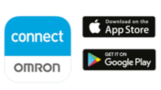 connect
OMRON
Download on the
App Store
GET IT ON
Google Play